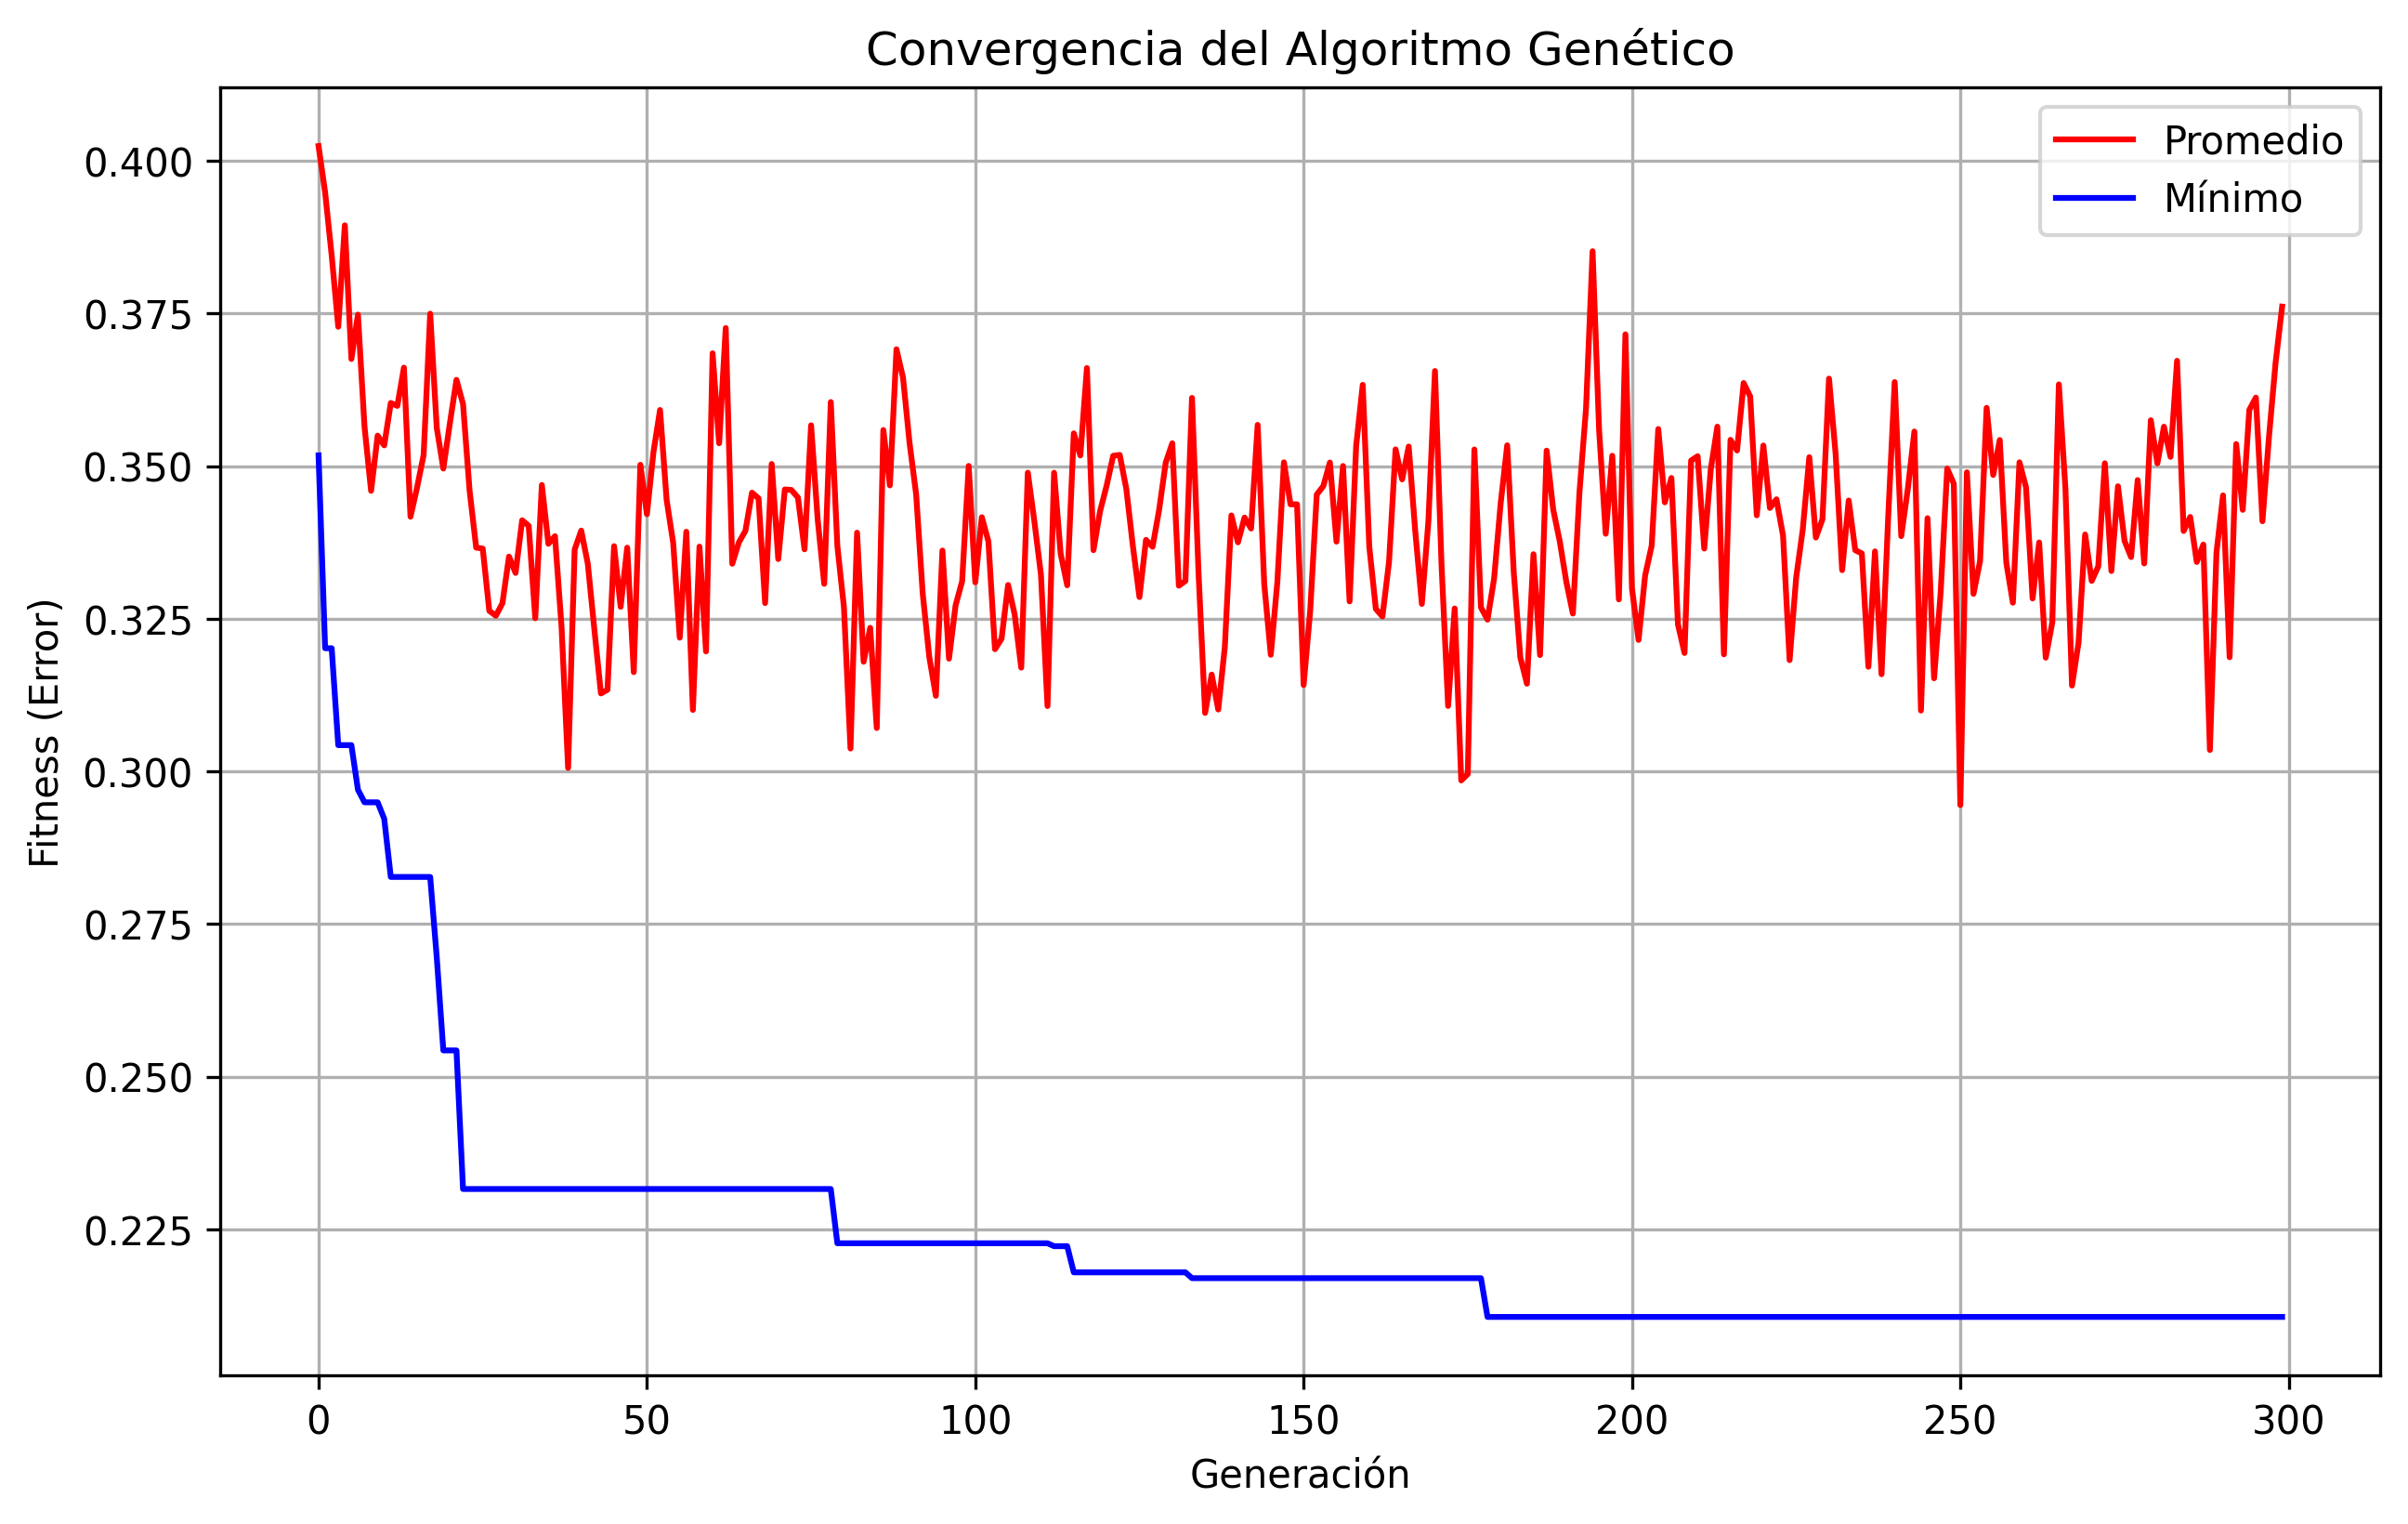 Convergencia del Algoritmo Genético
Promedio
Mínimo
Fitness (Error)
0.400
0.375
0.350
0.325
0.300
0.275
0.250
0.225
0 50 100 150 200 250 300
Generación